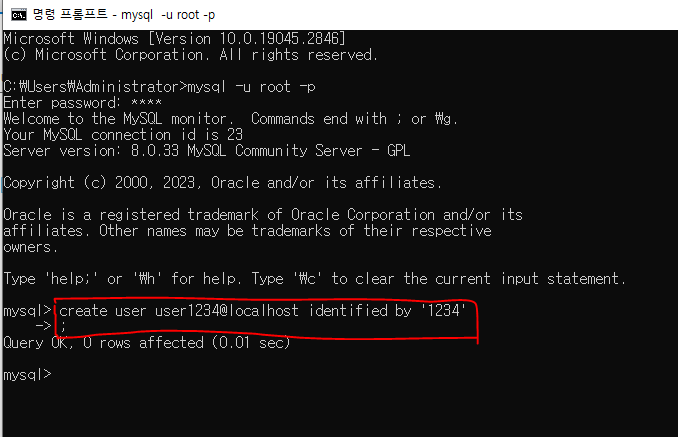 명령 프롬프트 - mysql  -u root -p
Microsoft Windows [Version 10.0.19045.2846]
(c) Microsoft Corporation. All rights reserved.
C:₩Users₩Administrator>mysql -u root -p
Enter password: ****
Welcome to the MySQL monitor.  Commands end with ; or ₩g.
Your MySQL connection id is 23
Server version: 8.0.33 MySQL Community Server - GPL
Copyright (c) 2000, 2023, Oracle and/or its affiliates.
Oracle is a registered trademark of Oracle Corporation and/or its
affiliates. Other names may be trademarks of their respective
owners.
Type 'help;' or '₩h' for help. Type '₩c' to clear the current input statement.
mysql> create user user1234@localhost identified by '1234'
    -> ;
Query OK, 0 rows affected (0.01 sec)
mysql>